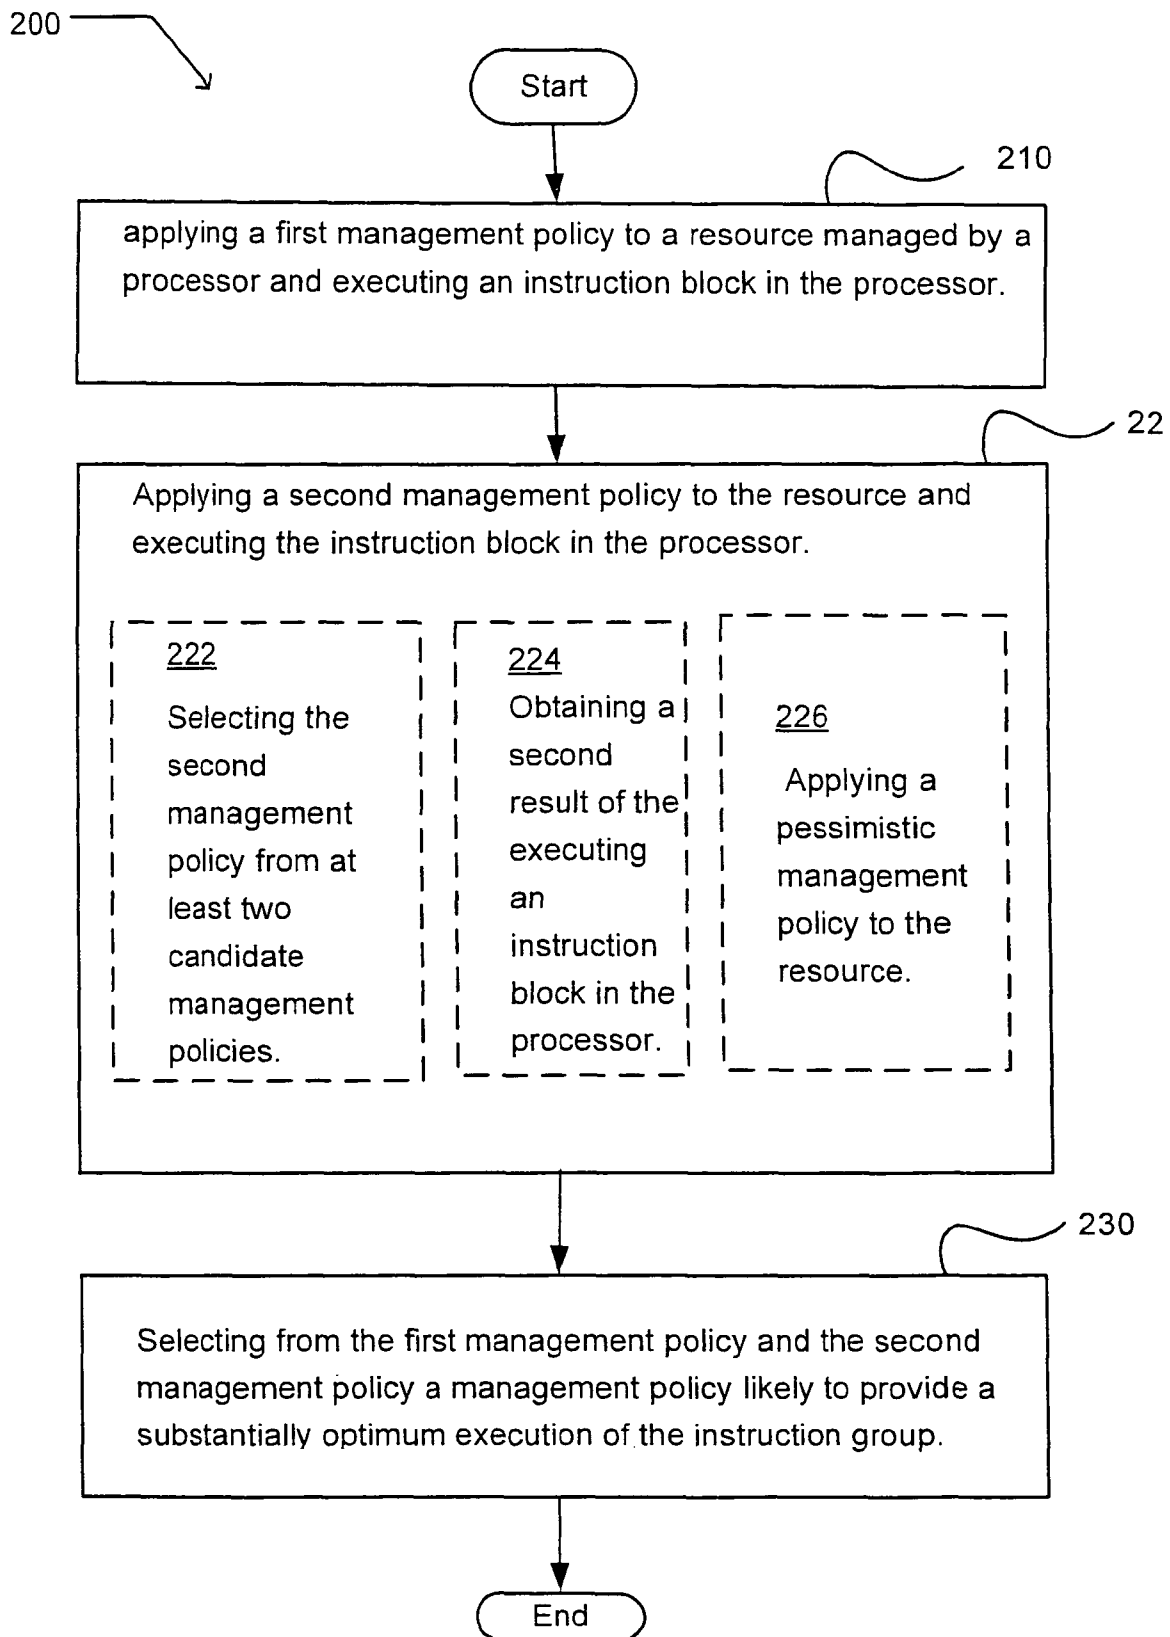 200
Start
210
applying a first management policy to a resource managed by a
processor and executing an instruction block in the processor.
22
Applying a second management policy to the resource and
executing the instruction block in the processor.
222
Selecting the
second
management
policy from at
least two
candidate
management
policies.
224
Obtaining a
second
result of the
executing
an
instruction
block in the
processor.
226
Applying a
pessimistic
management
policy to the
resource.
230
Selecting from the first management policy and the second
management policy a management policy likely to provide a
substantially optimum execution of the instruction group.
End